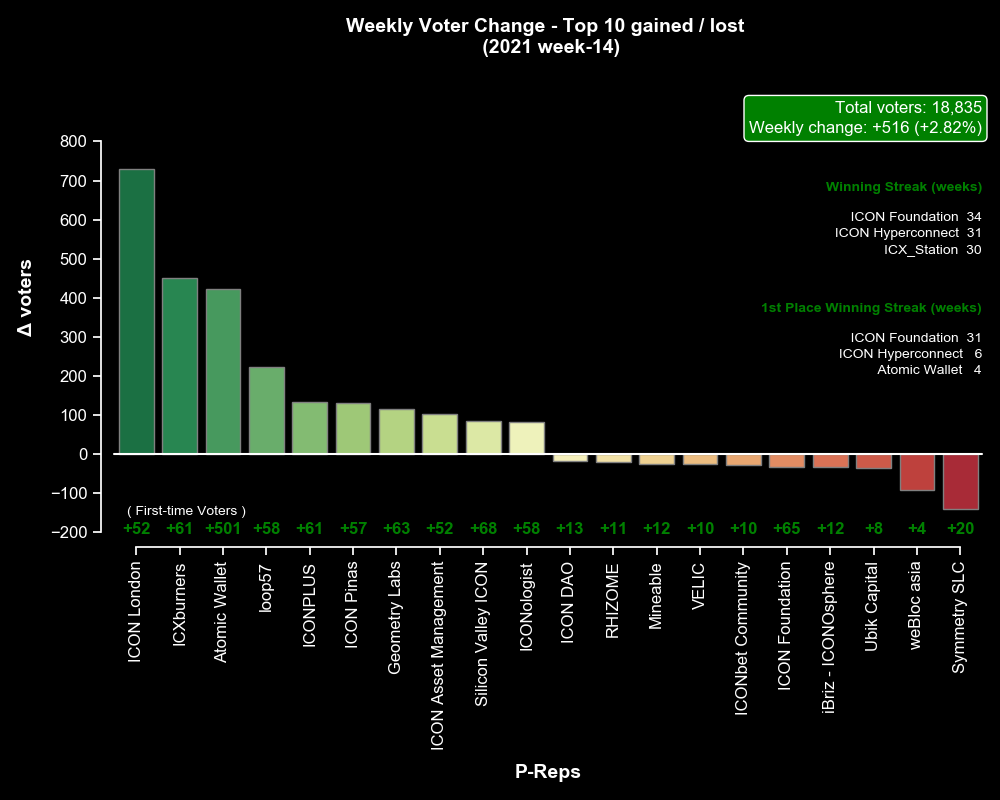 Weekly Voter Change - Top 10 gained / lost
(2021 week-14)
Total voters: 18,835
Weekly change: +516 (+2.82%)
Winning Streak (weeks)
ICON Foundation 34
ICON Hyperconnect 31
ICX_Station 30
1st Place Winning Streak (weeks)
ICON Foundation 31
ICON Hyperconnect 6
Atomic Wallet 4
Δ voters
800
700
600
500
400
300
200
100
0
−100
−200
( First-time Voters )
+52 +61 +501 +58 +61 +57 +63 +52 +68 +58 +13 +11 +12 +10 +10 +65 +12 +8 +4 +20
ICON London
ICXburners
Atomic Wallet
loop57
ICONPLUS
ICON Pinas
Geometry Labs
ICON Asset Management
Silicon Valley ICON
ICONologist
ICON DAO
RHIZOME
Mineable
VELIC
ICONbet Community
ICON Foundation
iBriz - ICONOsphere
Ubik Capital
weBloc asia
Symmetry SLC
P-Reps